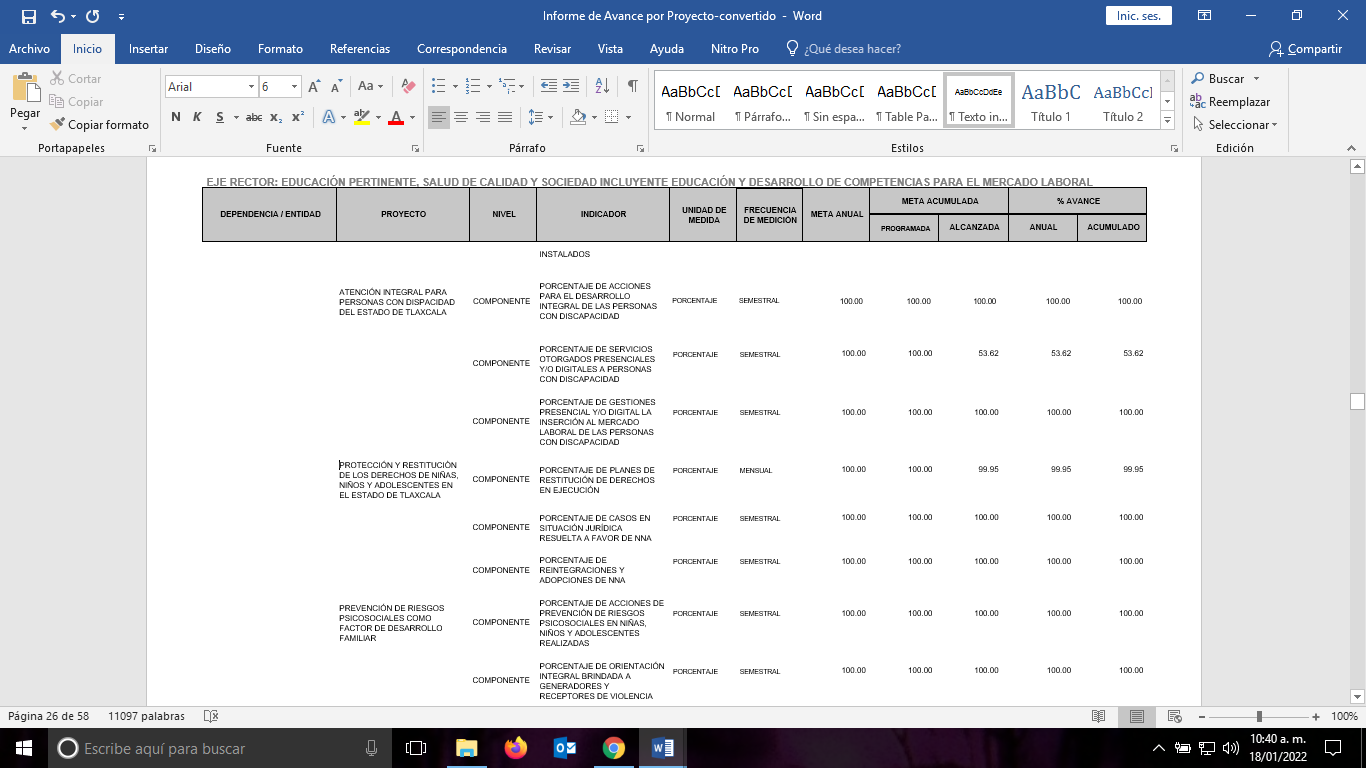 Informe de Avance por Proyecto-convertido - Word
Inic. ses.
Archivo Inicio Insertar Diseño Formato Referencias Correspondencia Revisar Vista Ayuda Nitro Pro ¿Qué desea hacer? Compartir
Pegar
Cortar
Copiar
Copiar formato
Portapapeles
Arial 6
N K S abc x₂ x²
Fuente
Párrafo
AaBbCcI AaBbCcI AaBbCcI AaBbCcI AaBbCcDdEe AaBbC AaBbCcI
¶ Normal ¶ Párrafo... ¶ Sin espa... ¶ Table Pa... ¶ Texto in... Título 1 Título 2
Estilos
Buscar
Reemplazar
Seleccionar
Edición
EJE RECTOR: EDUCACIÓN PERTINENTE, SALUD DE CALIDAD Y SOCIEDAD INCLUYENTE EDUCACIÓN Y DESARROLLO DE COMPETENCIAS PARA EL MERCADO LABORAL
DEPENDENCIA / ENTIDAD
PROYECTO
NIVEL
INDICADOR
UNIDAD DE
MEDIDA
FRECUENCIA
DE MEDICIÓN
META ANUAL
META ACUMULADA
% AVANCE
PROGRAMADA
ALCANZADA
ANUAL
ACUMULADO
INSTALADOS
ATENCIÓN INTEGRAL PARA
PERSONAS CON DISPACIDAD
DEL ESTADO DE TLAXCALA
COMPONENTE
PORCENTAJE DE ACCIONES
PARA EL DESARROLLO
INTEGRAL DE LAS PERSONAS
CON DISCAPACIDAD
PORCENTAJE SEMESTRAL 100.00 100.00 100.00 100.00 100.00
COMPONENTE
PORCENTAJE DE SERVICIOS
OTORGADOS PRESENCIALES
Y/O DIGITALES A PERSONAS
CON DISCAPACIDAD
PORCENTAJE SEMESTRAL 100.00 100.00 53.62 53.62 53.62
COMPONENTE
PORCENTAJE DE GESTIONES
PRESENCIAL Y/O DIGITAL LA
INSERCIÓN AL MERCADO
LABORAL DE LAS PERSONAS
CON DISCAPACIDAD
PORCENTAJE SEMESTRAL 100.00 100.00 100.00 100.00 100.00
PROTECCIÓN Y RESTITUCIÓN
DE LOS DERECHOS DE NIÑAS,
NIÑOS Y ADOLESCENTES EN
EL ESTADO DE TLAXCALA
COMPONENTE
PORCENTAJE DE PLANES DE
RESTITUCIÓN DE DERECHOS
EN EJECUCIÓN
PORCENTAJE MENSUAL 100.00 100.00 99.95 99.95 99.95
COMPONENTE
PORCENTAJE DE CASOS EN
SITUACIÓN JURÍDICA
RESUELTA A FAVOR DE NNA
PORCENTAJE SEMESTRAL 100.00 100.00 100.00 100.00 100.00
COMPONENTE
PORCENTAJE DE
REINTEGRACIONES Y
ADOPCIONES DE NNA
PORCENTAJE SEMESTRAL 100.00 100.00 100.00 100.00 100.00
PREVENCIÓN DE RIESGOS
PSICOSOCIALES COMO
FACTOR DE DESARROLLO
FAMILIAR
COMPONENTE
PORCENTAJE DE ACCIONES DE
PREVENCIÓN DE RIESGOS
PSICOSOCIALES EN NIÑAS,
NIÑOS Y ADOLESCENTES
REALIZADAS
PORCENTAJE SEMESTRAL 100.00 100.00 100.00 100.00 100.00
COMPONENTE
PORCENTAJE DE ORIENTACIÓN
INTEGRAL BRINDADA A
GENERADORES Y
RECEPTORES DE VIOLENCIA
PORCENTAJE SEMESTRAL 100.00 100.00 100.00 100.00 100.00
Página 26 de 58 11097 palabras
100%
Escribe aquí para buscar
10:40 a. m.
18/01/2022